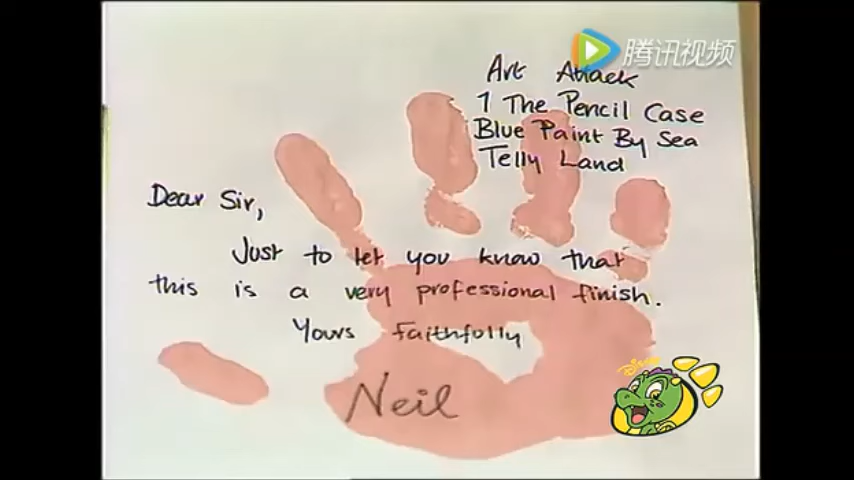 腾讯视频
Art Attack
1 The Pencil Case
Blue Paint By Sea
Telly Land
Dear Sir,
Just to let you know that
this is a very professional finish.
Yours Faithfully
Neil
Disney